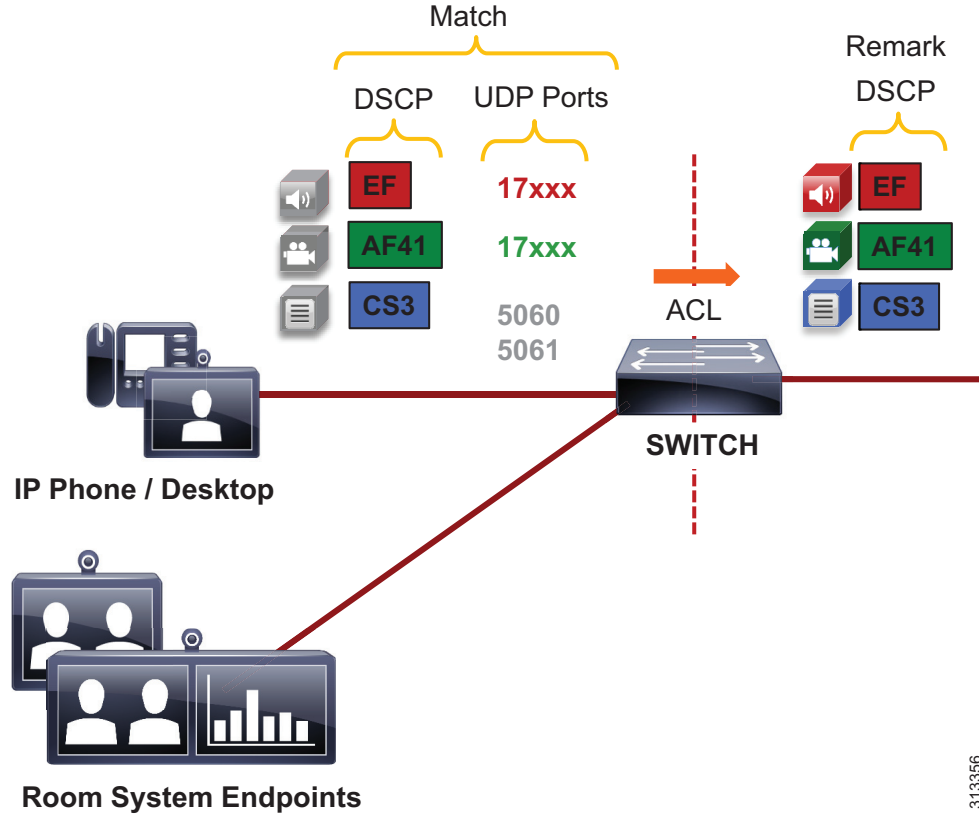 Match
Remark
DSCP
UDP Ports
DSCP
EF
17xxx
EF
AF41
17xxx
AF41
CS3
5060
5061
ACL
CS3
SWITCH
IP Phone / Desktop
Room System Endpoints
313356